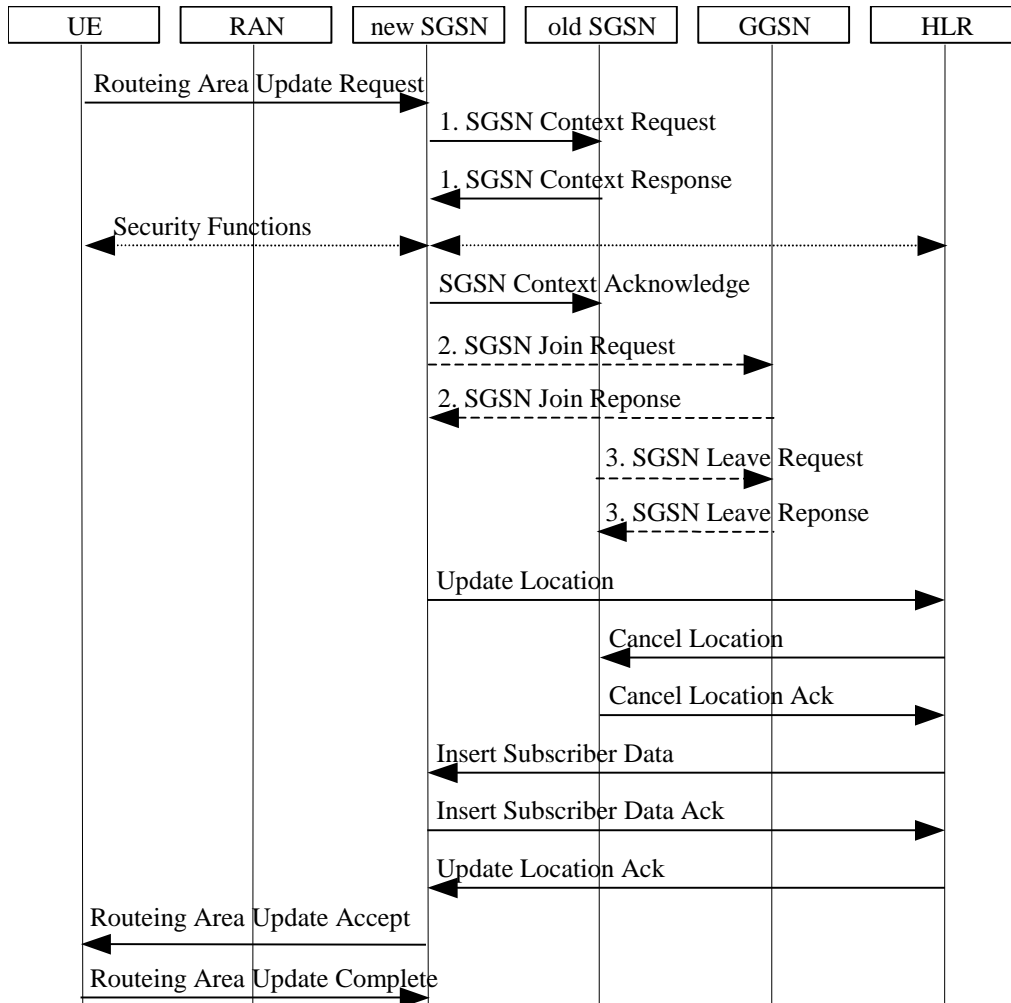 UE
RAN
new SGSN
old SGSN
GGSN
HLR
Routeing Area Update Request
1. SGSN Context Request
1. SGSN Context Response
Security Functions
SGSN Context Acknowledge
2. SGSN Join Request
2. SGSN Join Reponse
3. SGSN Leave Request
3. SGSN Leave Reponse
Update Location
Cancel Location
Cancel Location Ack
Insert Subscriber Data
Insert Subscriber Data Ack
Update Location Ack
Routeing Area Update Accept
Routeing Area Update Complete